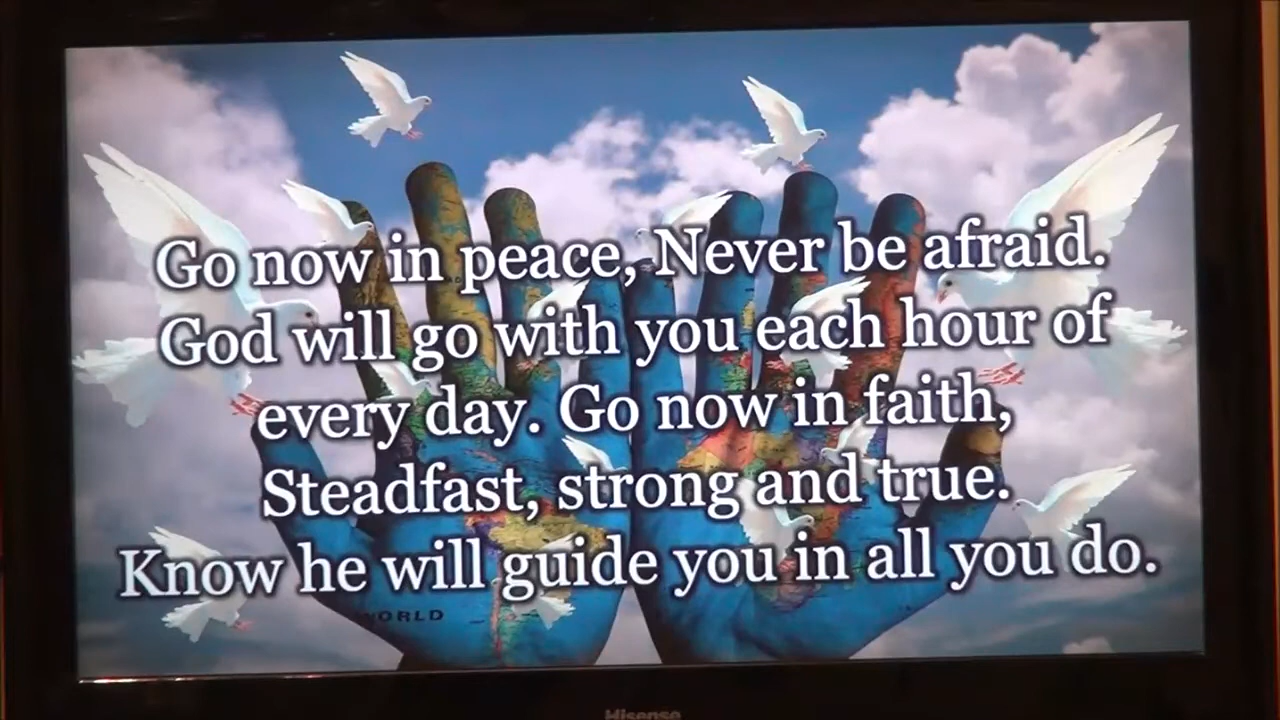 Go now in peace, Never be afraid.
God will go with you each hour of
every day. Go now in faith,
Steadfast, strong and true.
Know he will guide you in all you do.
WORLD
Hisense